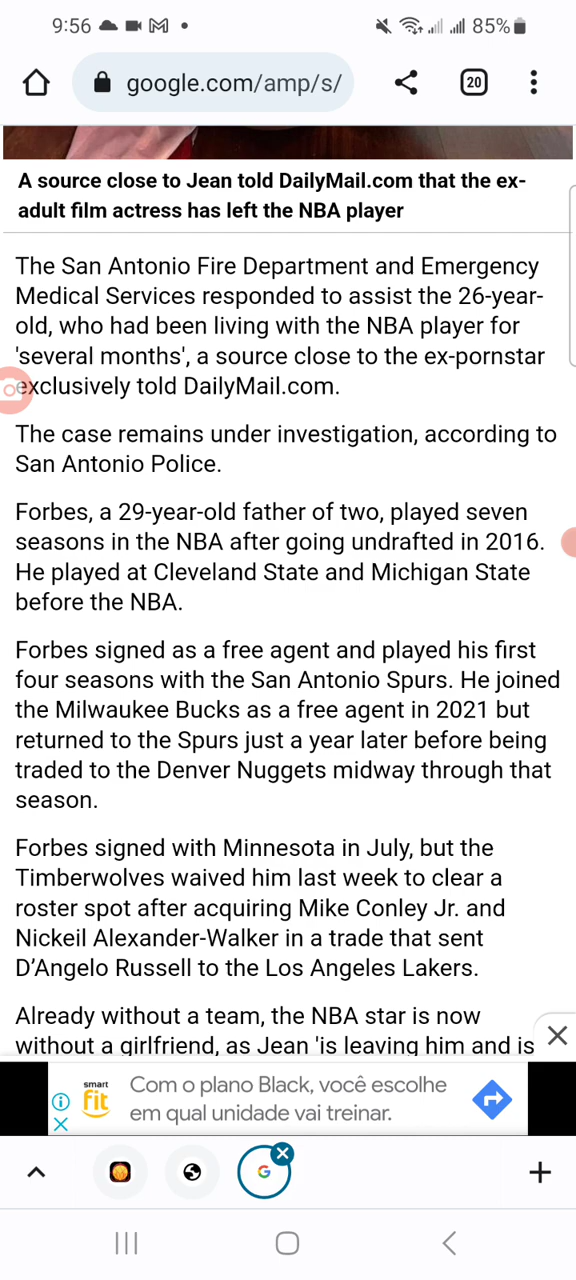 9:56
85%
google.com/amp/s/
20
A source close to Jean told DailyMail.com that the ex-
adult film actress has left the NBA player
The San Antonio Fire Department and Emergency
Medical Services responded to assist the 26-year-
old, who had been living with the NBA player for
'several months', a source close to the ex-pornstar
exclusively told DailyMail.com.
The case remains under investigation, according to
San Antonio Police.
Forbes, a 29-year-old father of two, played seven
seasons in the NBA after going undrafted in 2016.
He played at Cleveland State and Michigan State
before the NBA.
Forbes signed as a free agent and played his first
four seasons with the San Antonio Spurs. He joined
the Milwaukee Bucks as a free agent in 2021 but
returned to the Spurs just a year later before being
traded to the Denver Nuggets midway through that
season.
Forbes signed with Minnesota in July, but the
Timberwolves waived him last week to clear a
roster spot after acquiring Mike Conley Jr. and
Nickeil Alexander-Walker in a trade that sent
D’Angelo Russell to the Los Angeles Lakers.
Already without a team, the NBA star is now
without a girlfriend, as Jean 'is leaving him and is
smart
fit
Com o plano Black, você escolhe
em qual unidade vai treinar.